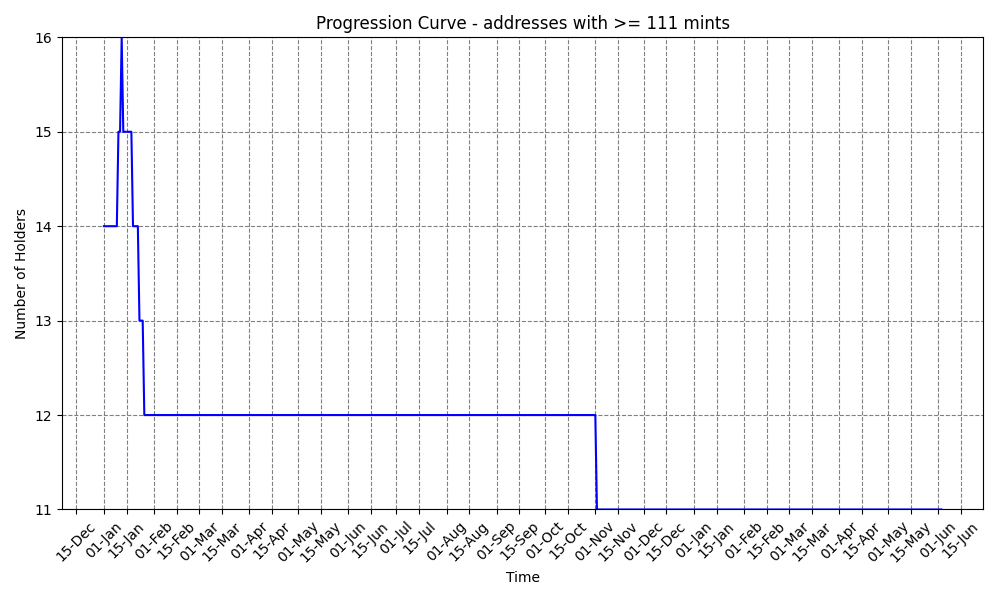 Progression Curve - addresses with >= 111 mints
16
15
14
13
12
11
Number of Holders
15-Dec
01-Jan
15-Jan
01-Feb
15-Feb
01-Mar
15-Mar
01-Apr
15-Apr
01-May
15-May
01-Jun
15-Jun
01-Jul
15-Jul
01-Aug
15-Aug
01-Sep
15-Sep
01-Oct
15-Oct
01-Nov
15-Nov
01-Dec
15-Dec
01-Jan
15-Jan
01-Feb
15-Feb
01-Mar
15-Mar
01-Apr
15-Apr
01-May
15-May
01-Jun
15-Jun
Time